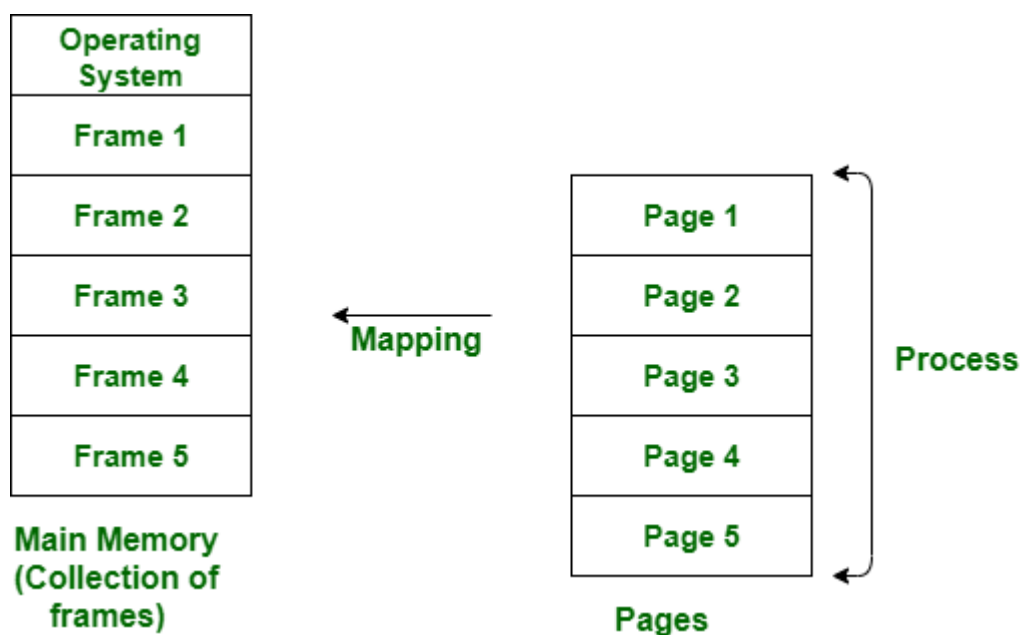 Operating
System
Frame 1
Frame 2
Frame 3
Frame 4
Frame 5
Main Memory
(Collection of
frames)
Mapping
Page 1
Page 2
Page 3
Page 4
Page 5
Pages
Process